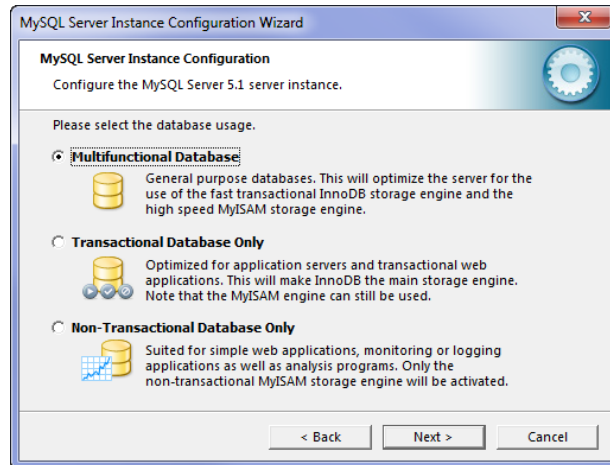 MySQL Server Instance Configuration Wizard
MySQL Server Instance Configuration
Configure the MySQL Server 5.1 server instance.
Please select the database usage.
Multifunctional Database
General purpose databases. This will optimize the server for the
use of the fast transactional InnoDB storage engine and the
high speed MyISAM storage engine.
Transactional Database Only
Optimized for application servers and transactional web
applications. This will make InnoDB the main storage engine.
Note that the MyISAM engine can still be used.
Non-Transactional Database Only
Suited for simple web applications, monitoring or logging
applications as well as analysis programs. Only the
non-transactional MyISAM storage engine will be activated.
< Back Next > Cancel